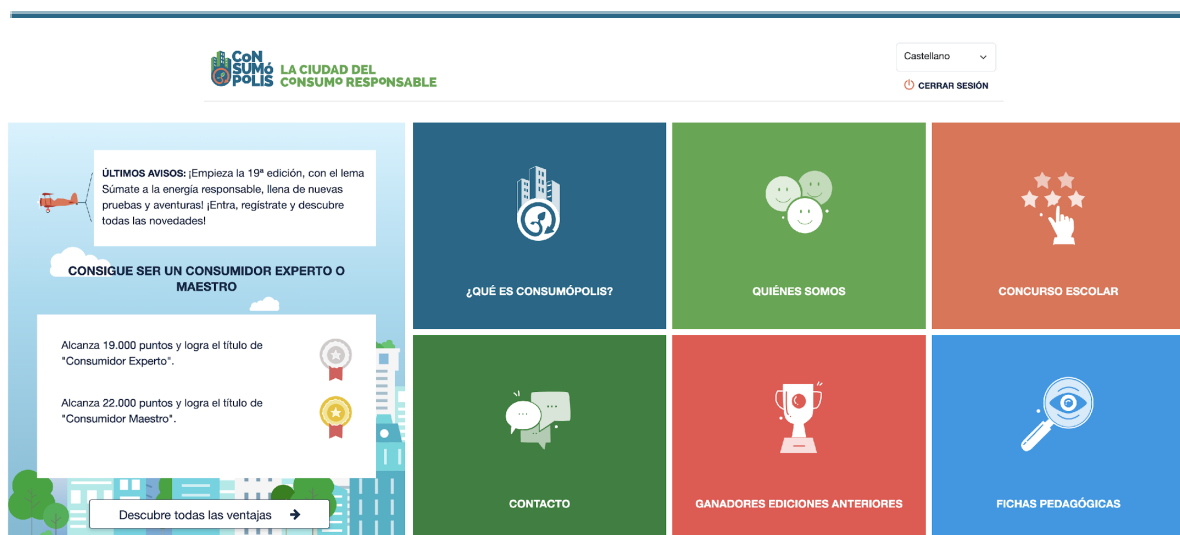 CONSUMÓPOLIS
LA CIUDAD DEL
CONSUMO RESPONSABLE
Castellano
CERRAR SESIÓN
ÚLTIMOS AVISOS: ¡Empieza la 19ª edición, con el lema
Súmate a la energía responsable, llena de nuevas
pruebas y aventuras! ¡Entra, regístrate y descubre
todas las novedades!
CONSIGUE SER UN CONSUMIDOR EXPERTO O
MAESTRO
Alcanza 19.000 puntos y logra el título de
"Consumidor Experto".
Alcanza 22.000 puntos y logra el título de
"Consumidor Maestro".
Descubre todas las ventajas
¿QUÉ ES CONSUMÓPOLIS?
QUIÉNES SOMOS
CONCURSO ESCOLAR
CONTACTO
GANADORES EDICIONES ANTERIORES
FICHAS PEDAGÓGICAS